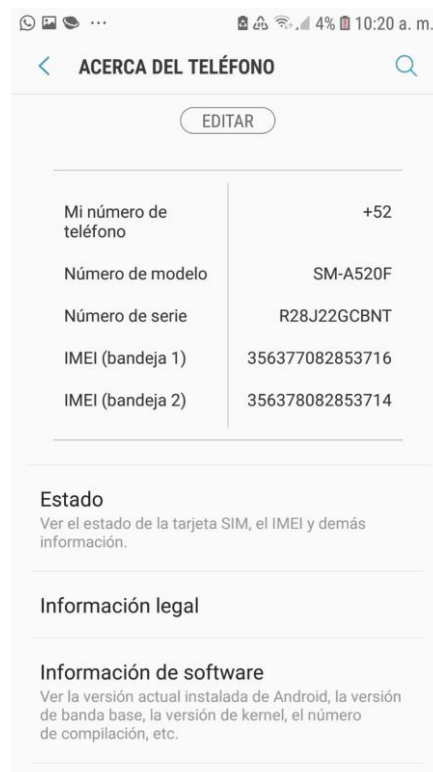 4% 10:20 a. m.
ACERCA DEL TELÉFONO
EDITAR
Mi número de
teléfono
+52
Número de modelo
SM-A520F
Número de serie
R28J22GCBNT
IMEI (bandeja 1)
356377082853716
IMEI (bandeja 2)
356378082853714
Estado
Ver el estado de la tarjeta SIM, el IMEI y demás
información.
Información legal
Información de software
Ver la versión actual instalada de Android, la versión
de banda base, la versión de kernel, el número
de compilación, etc.